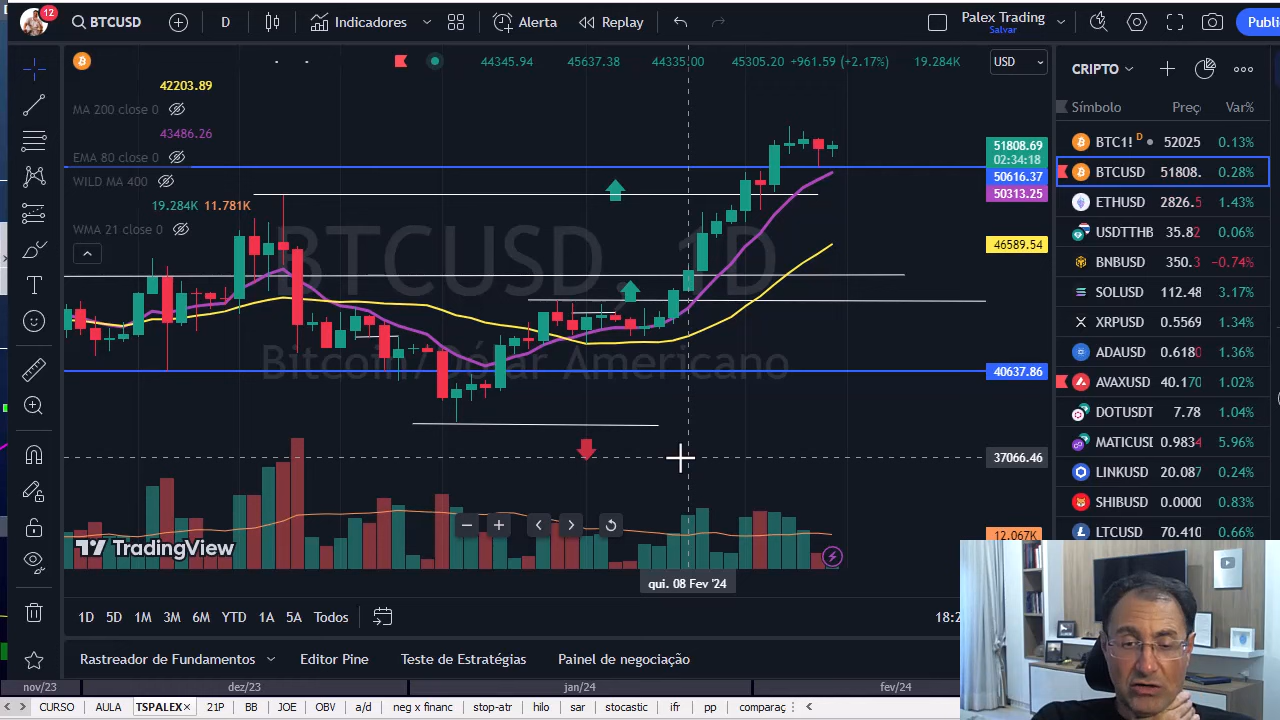 12
BTCUSD
D
Indicadores
Alerta
Replay
Palex Trading
Salvar
Publi
44345.94 45637.38 44335.00 45305.20 +961.59 (+2.17%) 19.284K
USD
42203.89
MA 200 close 0
43486.26
EMA 80 close 0
WILD MA 400
19.284K 11.781K
WMA 21 close 0
BTCUSD, 1D
Bitcoin/Dólar Americano
51808.69
02:34:18
50616.37
50313.25
46589.54
40637.86
37066.46
12.067K
TradingView
qui. 08 Fev '24
1D 5D 1M 3M 6M YTD 1A 5A Todos
18:2
Rastreador de Fundamentos Editor Pine Teste de Estratégias Painel de negociação
nov/23 dez/23 jan/24 fev/24
CURSO AULA TSPALEX 21P JOE OBV a/d neg. financ stop-atr hilo sar stocastic ifr pp comparaç
CRIPTO
Símbolo Preç Var%
BTC1! D 52025 0.13%
BTCUSD 51808. 0.28%
ETHUSD 2826.5 1.43%
USDTTHB 35.82 0.06%
BNBUSD 350.3 −0.74%
SOLUSD 112.48 3.17%
XRPUSD 0.5569 1.34%
ADAUSD 0.6180 1.36%
AVAXUSD 40.170 1.02%
DOTUSDT 7.78 1.04%
MATICUSD 0.9834 5.96%
LINKUSD 20.087 0.24%
SHIBUSD 0.0000 0.83%
LTCUSD 70.410 0.66%